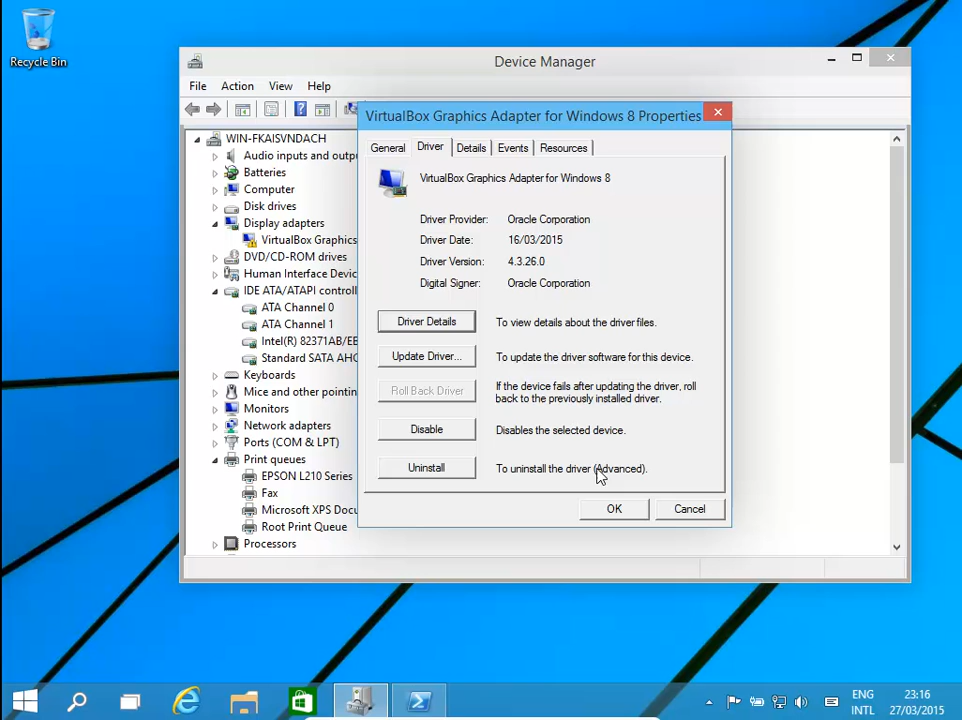 Recycle Bin
Device Manager
File Action View Help
WIN-FKAISVNDACH
Audio inputs and outpu
Batteries
Computer
Disk drives
Display adapters
VirtualBox Graphics
DVD/CD-ROM drives
Human Interface Devic
IDE ATA/ATAPI controll
ATA Channel 0
ATA Channel 1
Intel(R) 82371AB/EB
Standard SATA AHC
Keyboards
Mice and other pointin
Monitors
Network adapters
Ports (COM & LPT)
Print queues
EPSON L210 Series
Fax
Microsoft XPS Docu
Root Print Queue
Processors
VirtualBox Graphics Adapter for Windows 8 Properties
General Driver Details Events Resources
VirtualBox Graphics Adapter for Windows 8
Driver Provider: Oracle Corporation
Driver Date: 16/03/2015
Driver Version: 4.3.26.0
Digital Signer: Oracle Corporation
Driver Details To view details about the driver files.
Update Driver... To update the driver software for this device.
Roll Back Driver If the device fails after updating the driver, roll
back to the previously installed driver.
Disable Disables the selected device.
Uninstall To uninstall the driver (Advanced).
OK Cancel
ENG 23:16
INTL 27/03/2015